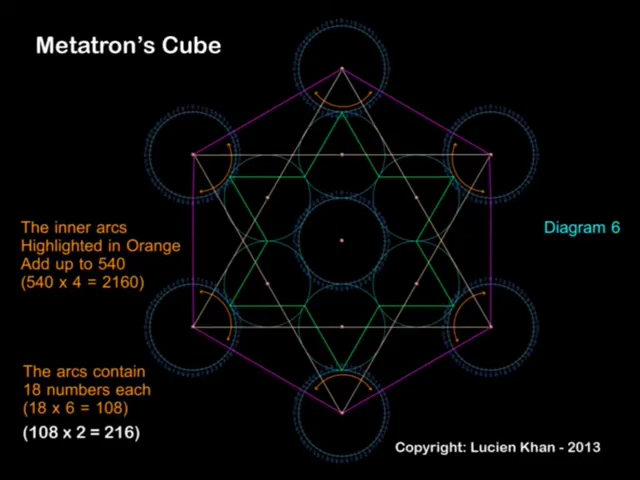 Metatron’s Cube
The inner arcs
Highlighted in Orange
Add up to 540
(540 x 4 = 2160)
Diagram 6
The arcs contain
18 numbers each
(18 x 6 = 108)
(108 x 2 = 216)
Copyright: Lucien Khan - 2013